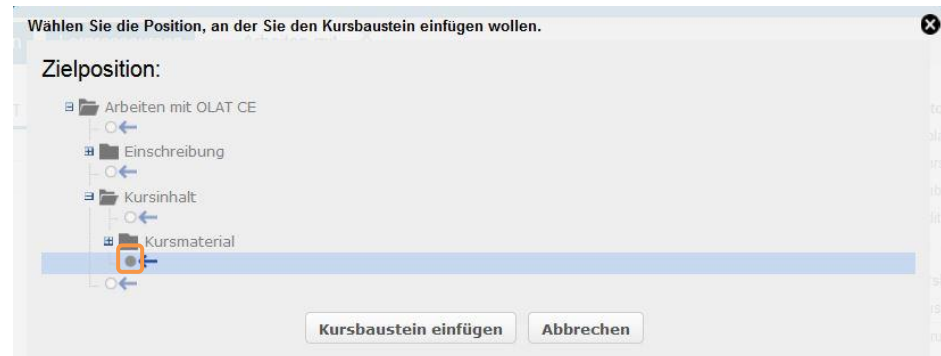 Wählen Sie die Position, an der Sie den Kursbaustein einfügen wollen.
Zielposition:
Arbeiten mit OLAT CE
Einschreibung
Kursinhalt
Kursmaterial
Kursbaustein einfügen Abbrechen